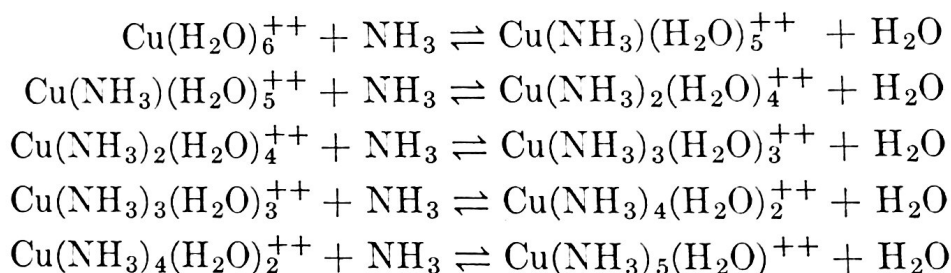 Cu(H₂O)₆⁺⁺ + NH₃ ⇌ Cu(NH₃)(H₂O)₅⁺⁺ + H₂O
Cu(NH₃)(H₂O)₅⁺⁺ + NH₃ ⇌ Cu(NH₃)₂(H₂O)₄⁺⁺ + H₂O
Cu(NH₃)₂(H₂O)₄⁺⁺ + NH₃ ⇌ Cu(NH₃)₃(H₂O)₃⁺⁺ + H₂O
Cu(NH₃)₃(H₂O)₃⁺⁺ + NH₃ ⇌ Cu(NH₃)₄(H₂O)₂⁺⁺ + H₂O
Cu(NH₃)₄(H₂O)₂⁺⁺ + NH₃ ⇌ Cu(NH₃)₅(H₂O)⁺⁺ + H₂O